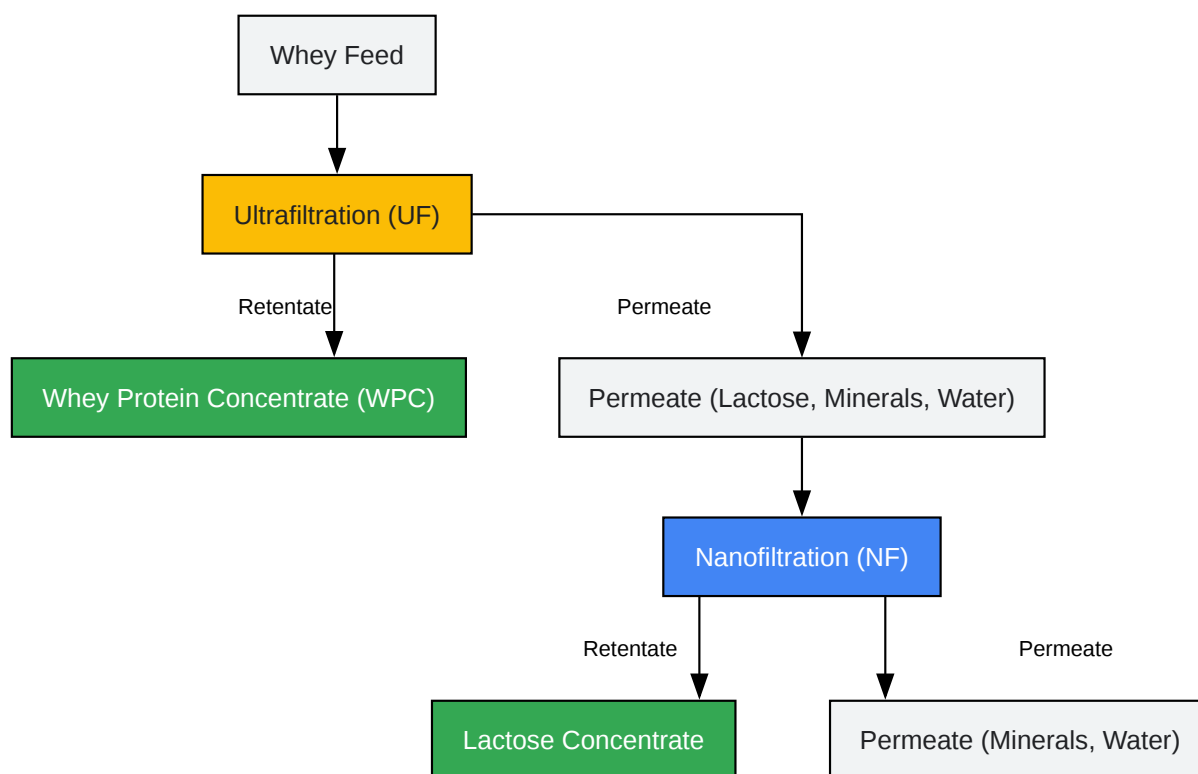 Whey Feed
Ultrafiltration (UF)
Retentate
Permeate
Whey Protein Concentrate (WPC)
Permeate (Lactose, Minerals, Water)
Nanofiltration (NF)
Retentate
Permeate
Lactose Concentrate
Permeate (Minerals, Water)